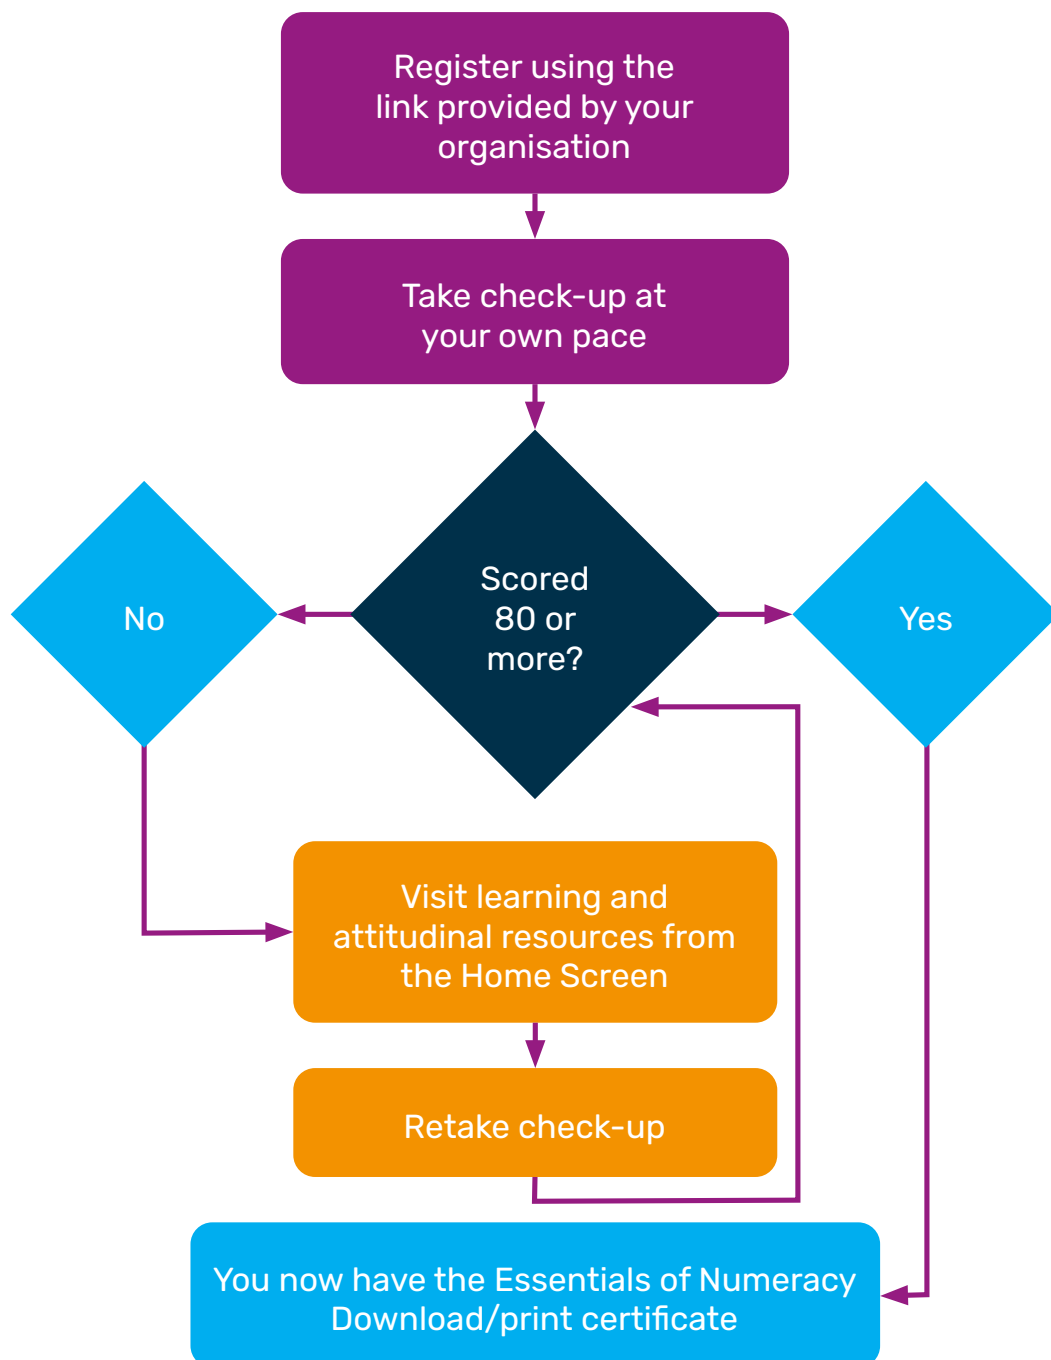 Register using the
link provided by your
organisation
Take check-up at
your own pace
Scored
80 or
more?
No
Yes
Visit learning and
attitudinal resources from
the Home Screen
Retake check-up
You now have the Essentials of Numeracy
Download/print certificate